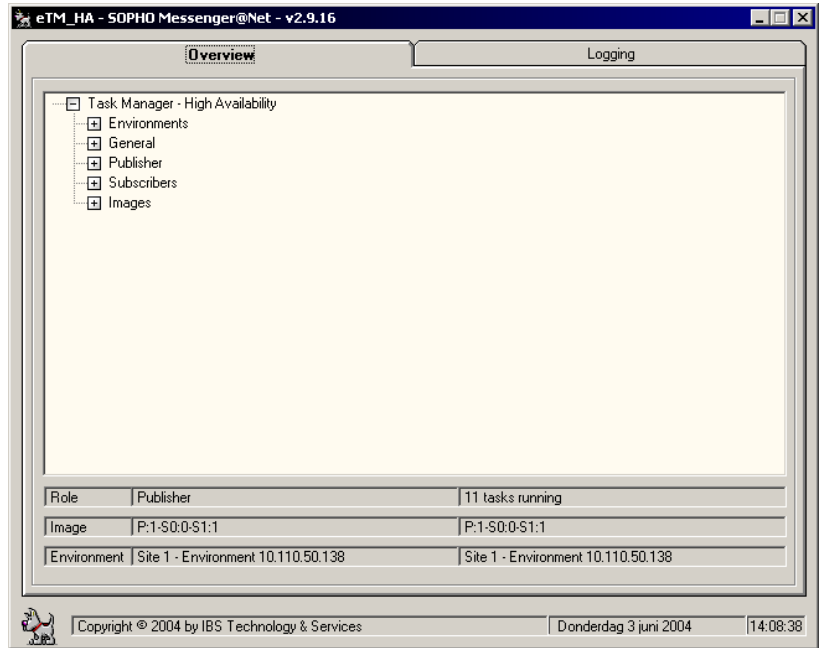 eTM_HA - SOPHO Messenger@Net - v2.9.16
Overview Logging
Task Manager - High Availability
Environments
General
Publisher
Subscribers
Images
Role Publisher 11 tasks running
Image P:1-S0:0-S1:1 P:1-S0:0-S1:1
Environment Site 1 - Environment 10.110.50.138 Site 1 - Environment 10.110.50.138
Copyright © 2004 by IBS Technology & Services Donderdag 3 juni 2004 14:08:38